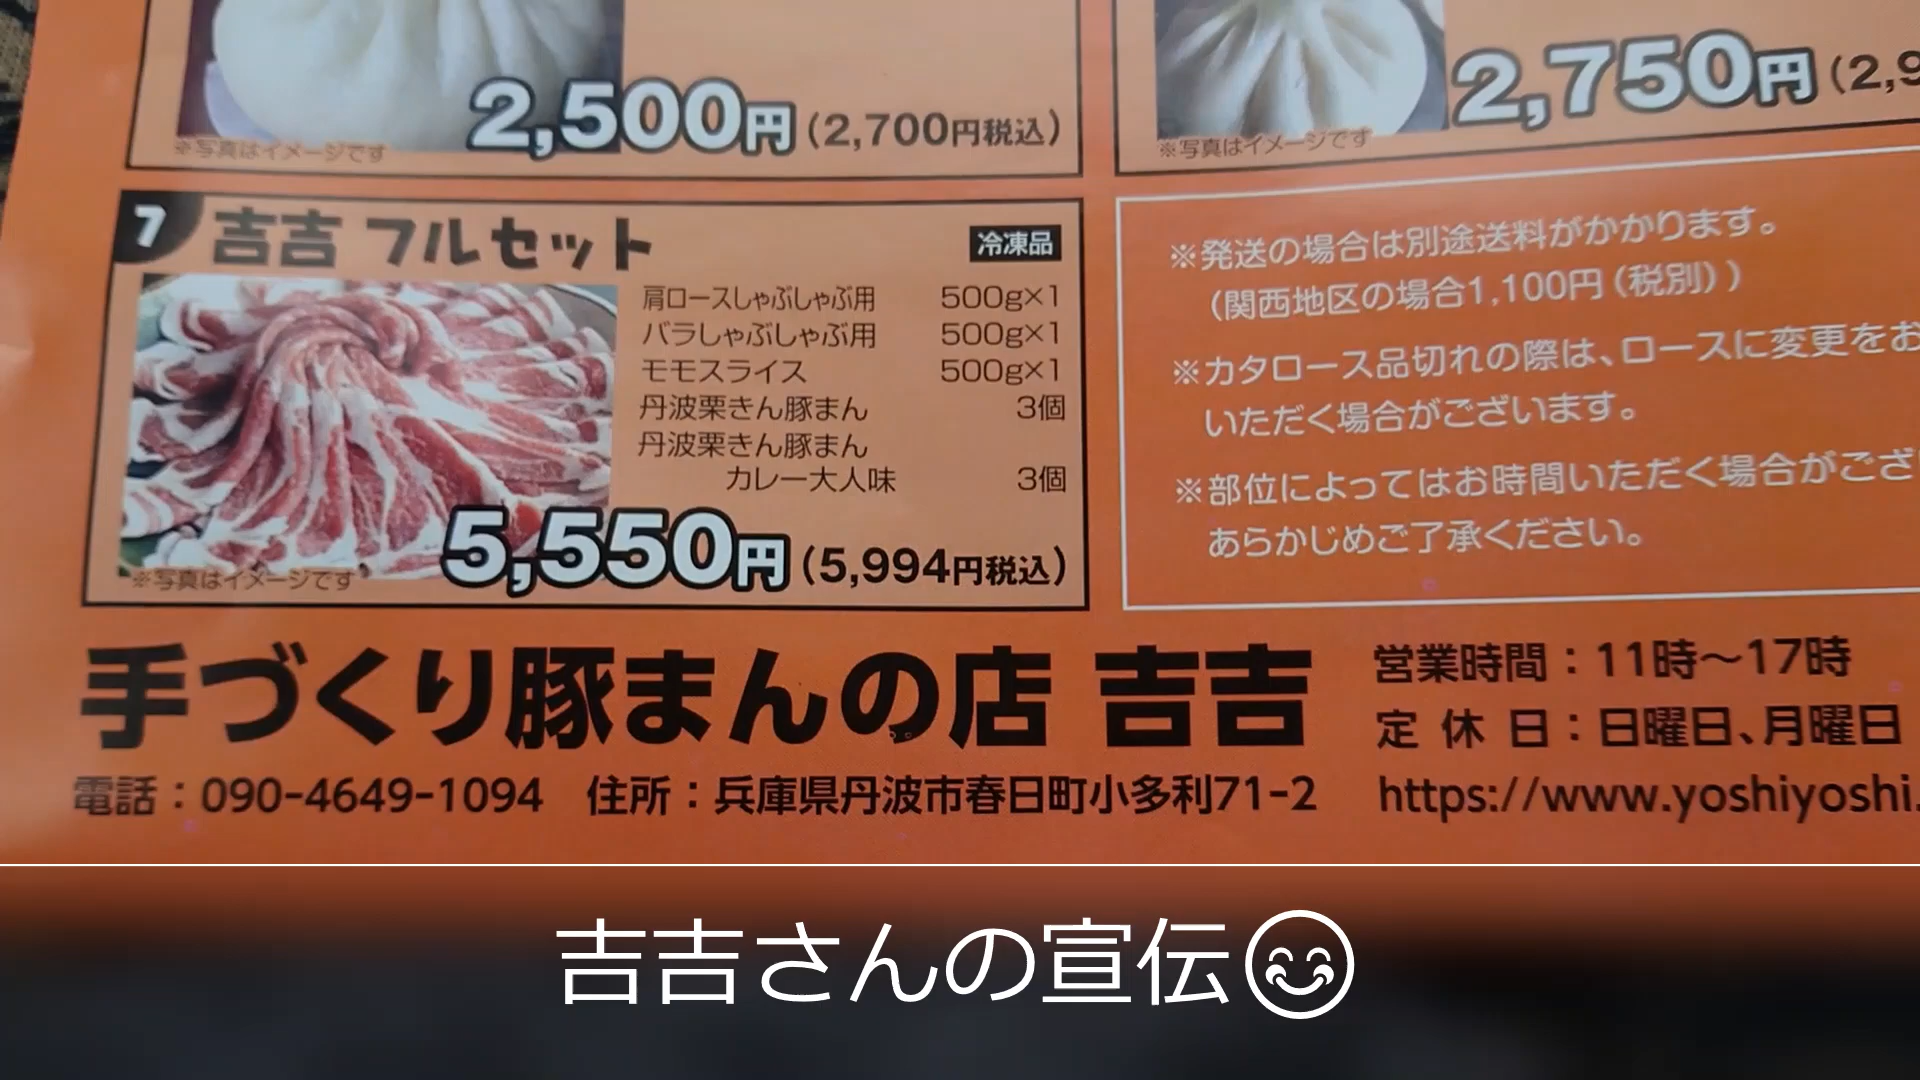 2,500円(2,700円税込)
※写真はイメージです
2,750円(2,9
※写真はイメージです
7 吉吉 フルセット 冷凍品
肩ロースしゃぶしゃぶ用 500g×1
バラしゃぶしゃぶ用 500g×1
モモスライス 500g×1
丹波栗きん豚まん 3個
丹波栗きん豚まん
カレー大人味 3個
5,550円(5,994円税込)
※写真はイメージです
※発送の場合は別途送料がかかります。
(関西地区の場合1,100円(税別))
※カタロース品切れの際は、ロースに変更をお
いただく場合がございます。
※部位によってはお時間いただく場合がござ
あらかじめご了承ください。
手づくり豚まんの店 吉吉
営業時間:11時~17時
定休日:日曜日、月曜日
電話:090-4649-1094 住所:兵庫県丹波市春日町小多利71-2
https://www.yoshiyoshi.
吉吉さんの宣伝😊